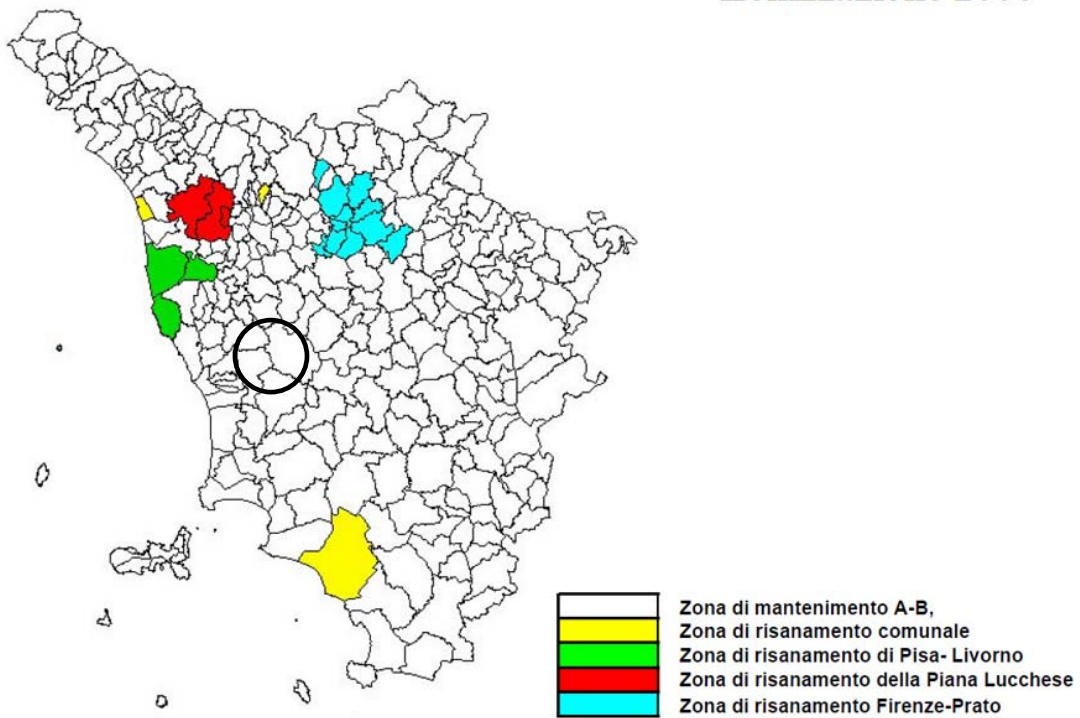 Zona di mantenimento A-B,
Zona di risanamento comunale
Zona di risanamento di Pisa- Livorno
Zona di risanamento della Piana Lucchese
Zona di risanamento Firenze-Prato